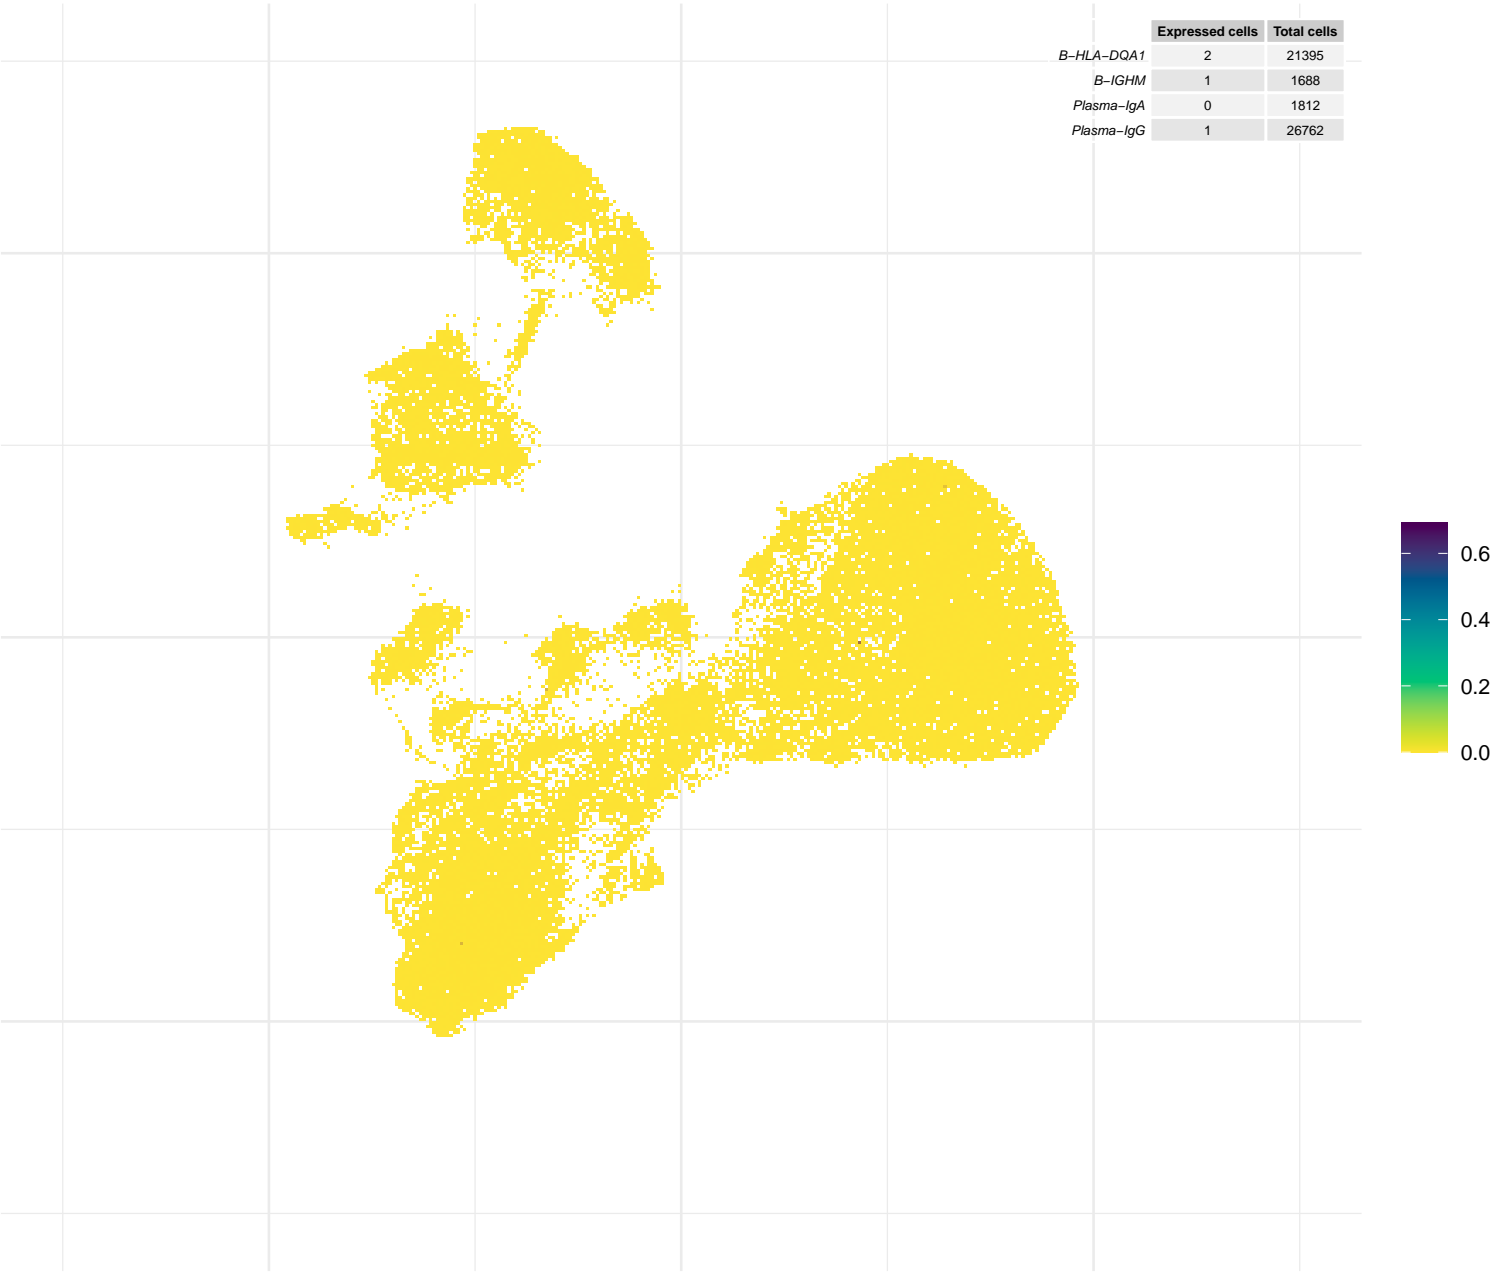 Expressed cells Total cells
B−HLA−DQA1 2 21395
B−IGHM 1 1688
Plasma−IgA 0 1812
Plasma−IgG 1 26762
0.6
0.4
0.2
0.0